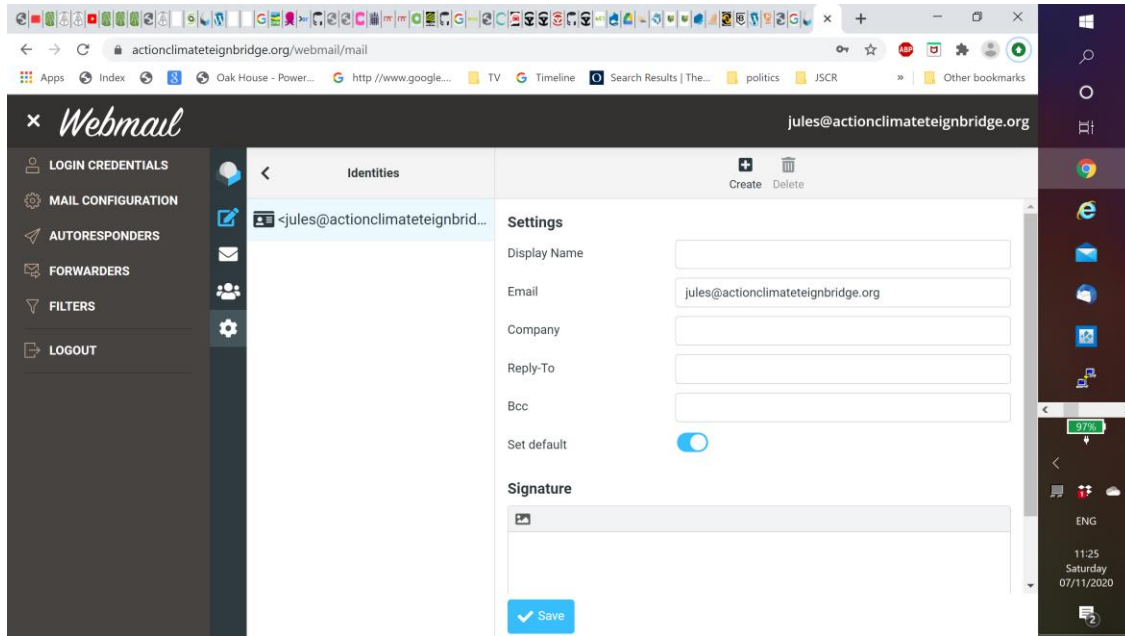 actionclimateteignbridge.org/webmail/mail
ABP
Apps
Index
Oak House - Power...
http //www.google....
TV
Timeline
Search Results | The...
politics
JSCR
»
Other bookmarks
× Webmail
jules@actionclimateteignbridge.org
LOGIN CREDENTIALS
MAIL CONFIGURATION
AUTORESPONDERS
FORWARDERS
FILTERS
LOGOUT
Identities
<jules@actionclimateteignbrid...
Create Delete
Settings
Display Name
Email
jules@actionclimateteignbridge.org
Company
Reply-To
Bcc
Set default
Signature
Save
97%
ENG
11:25
Saturday
07/11/2020
2